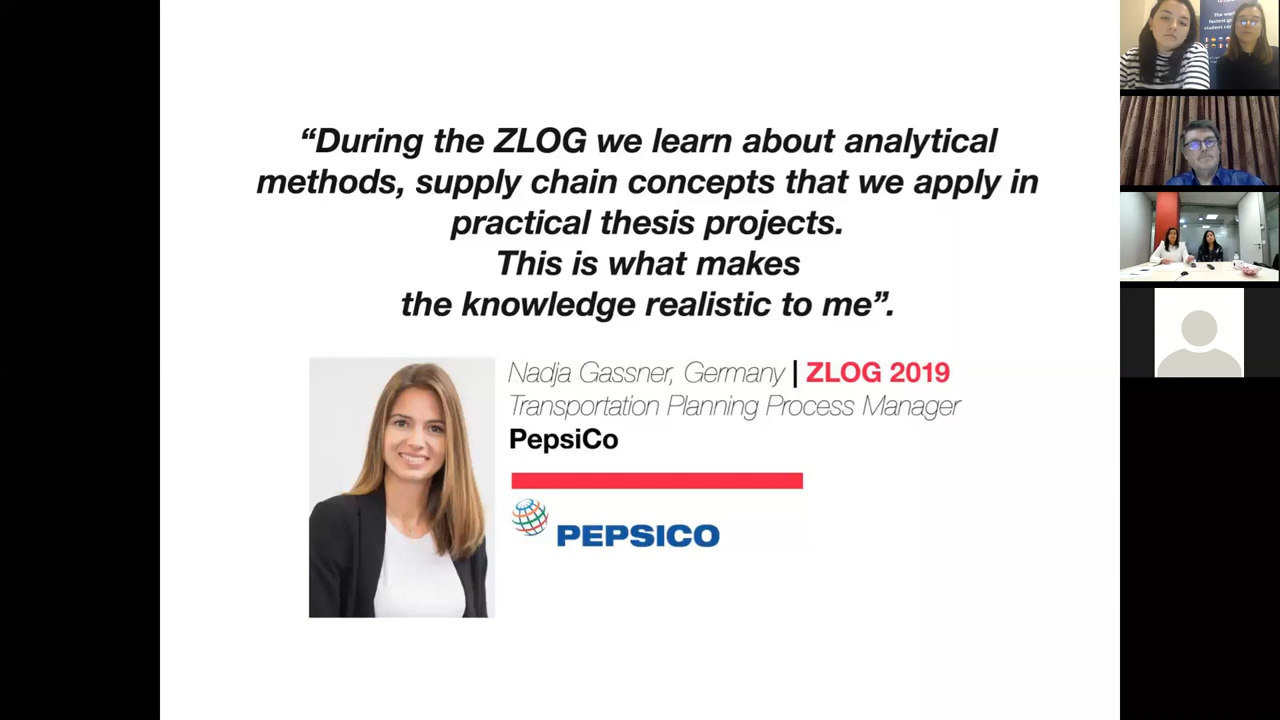 “During the ZLOG we learn about analytical
methods, supply chain concepts that we apply in
practical thesis projects.
This is what makes
the knowledge realistic to me”.
Nadja Gassner, Germany | ZLOG 2019
Transportation Planning Process Manager
PepsiCo
PEPSICO